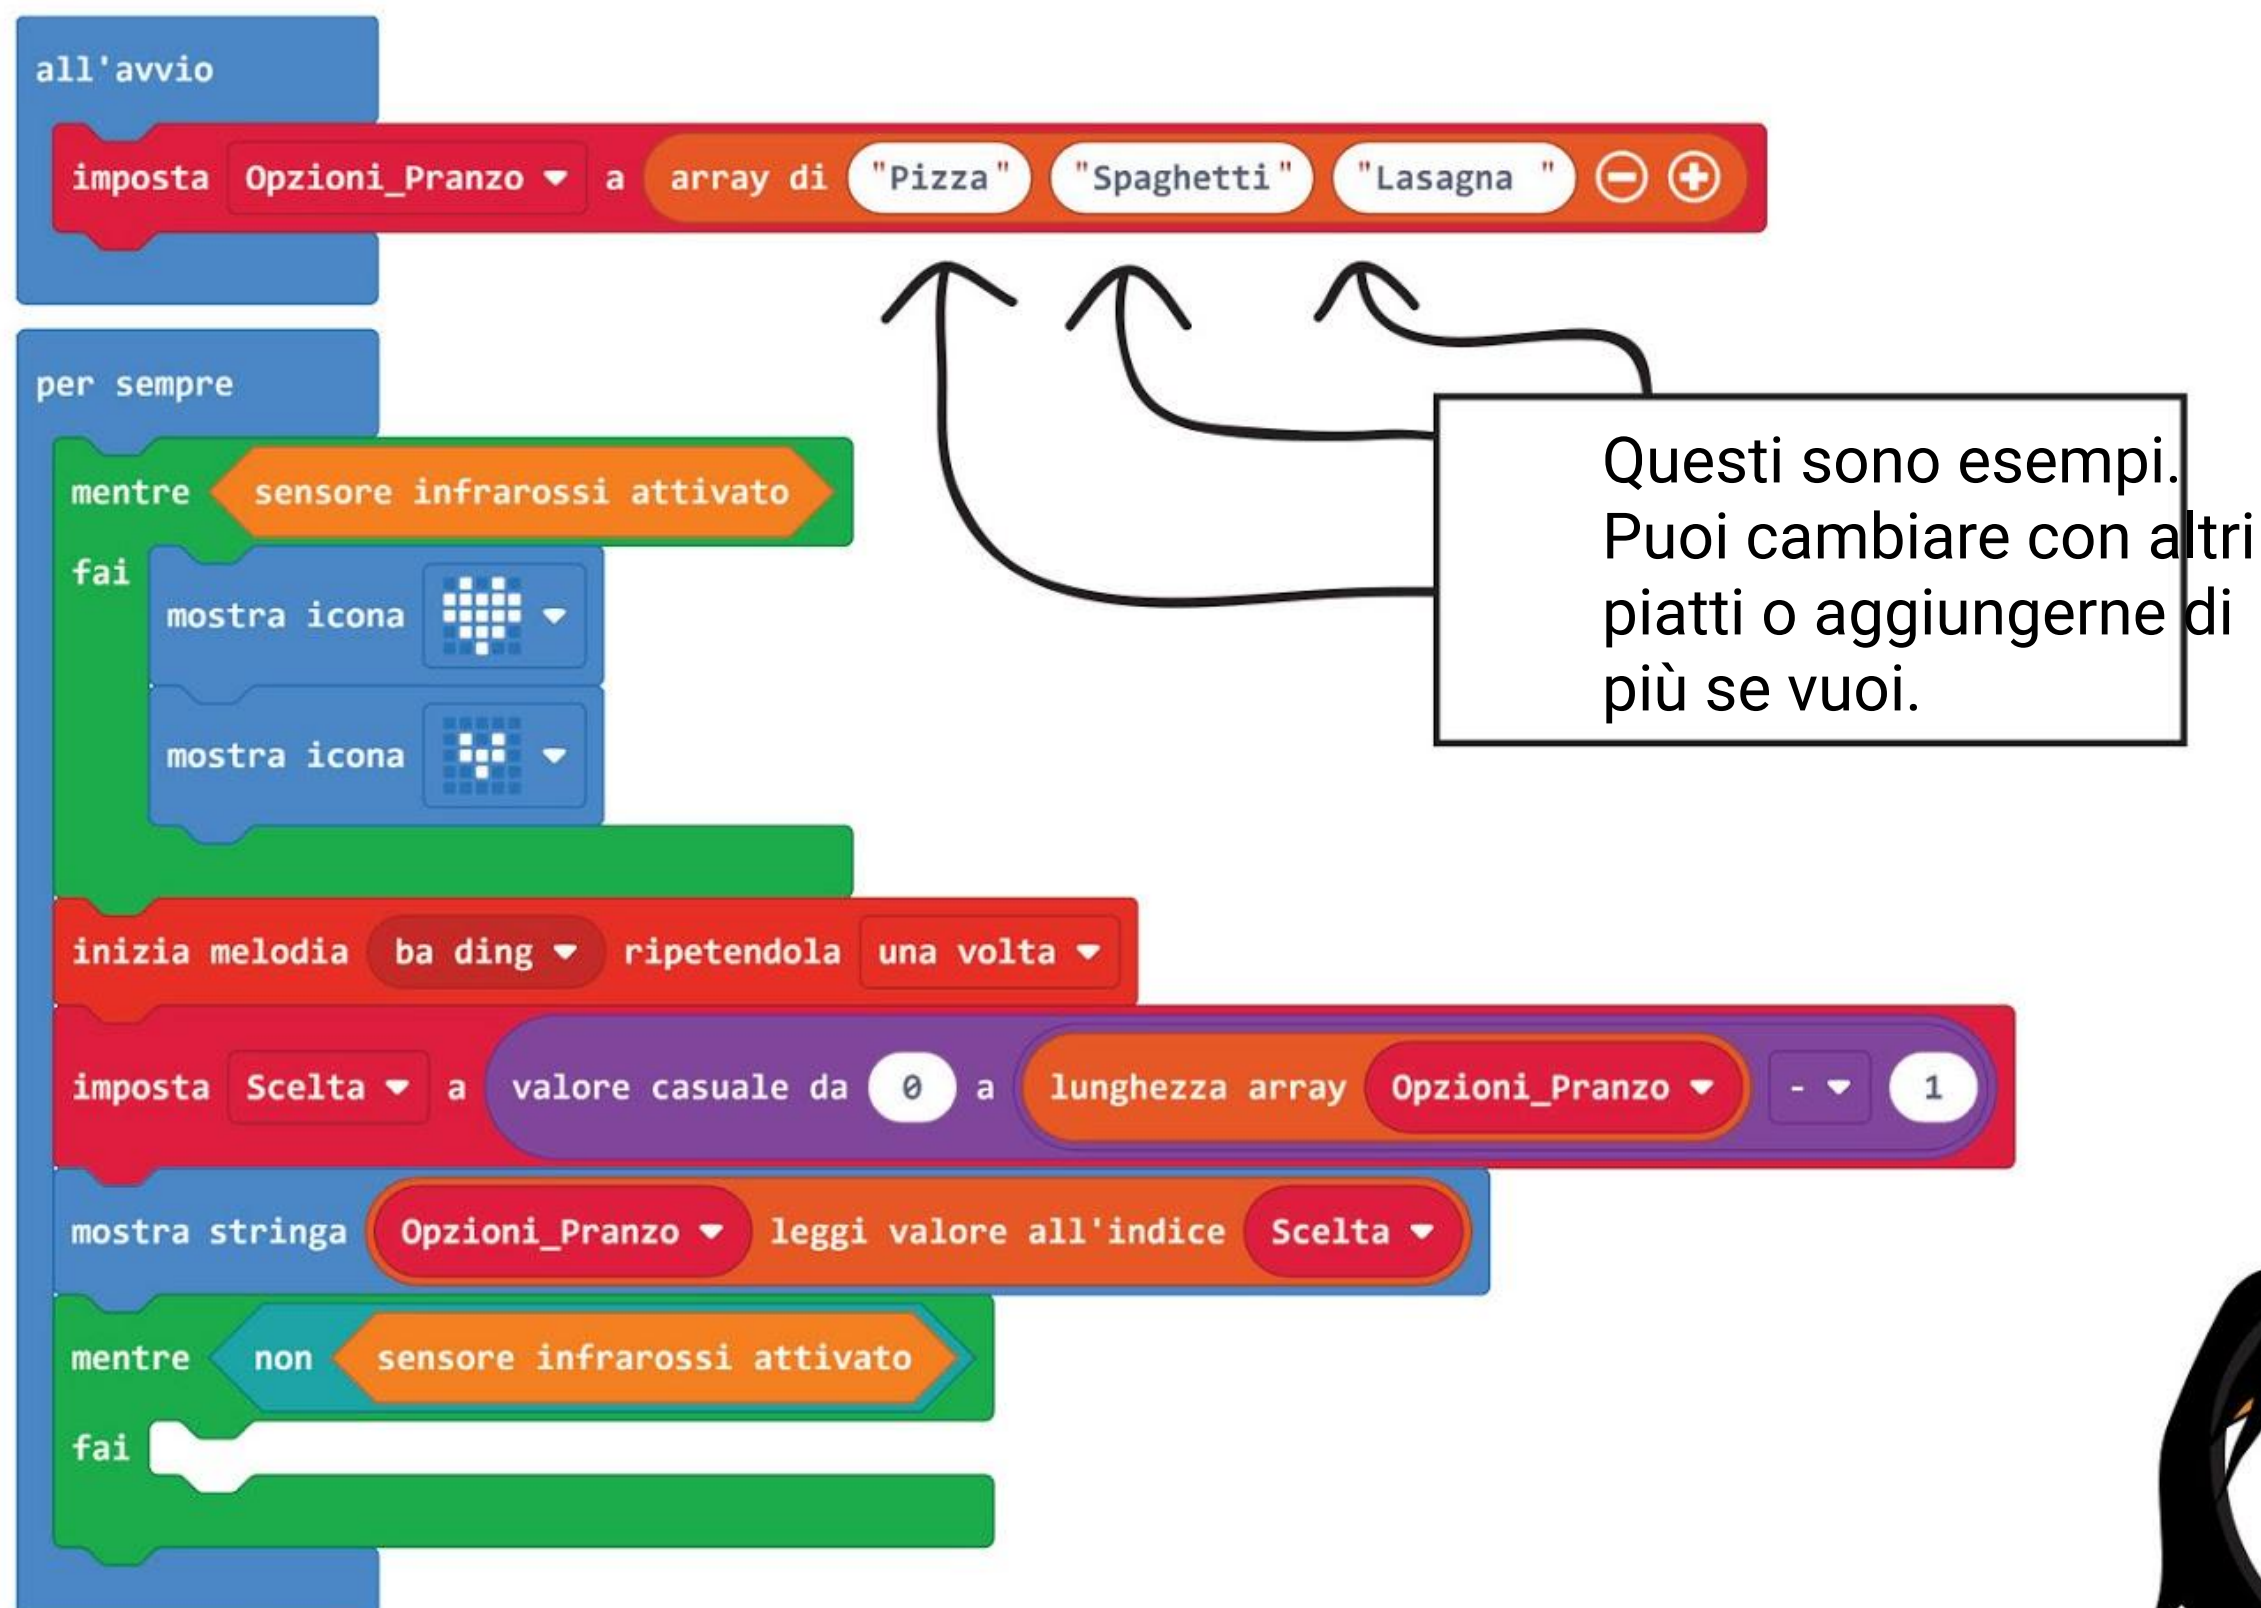 all'avvio
imposta Opzioni_Pranzo a array di "Pizza" "Spaghetti" "Lasagna "
per sempre
mentre sensore infrarossi attivato
fai
mostra icona
mostra icona
Questi sono esempi.
Puoi cambiare con altri
piatti o aggiungerne di
più se vuoi.
inizia melodia ba ding ripetendola una volta
imposta Scelta a valore casuale da 0 a lunghezza array Opzioni_Pranzo - 1
mostra stringa Opzioni_Pranzo leggi valore all'indice Scelta
mentre non sensore infrarossi attivato
fai